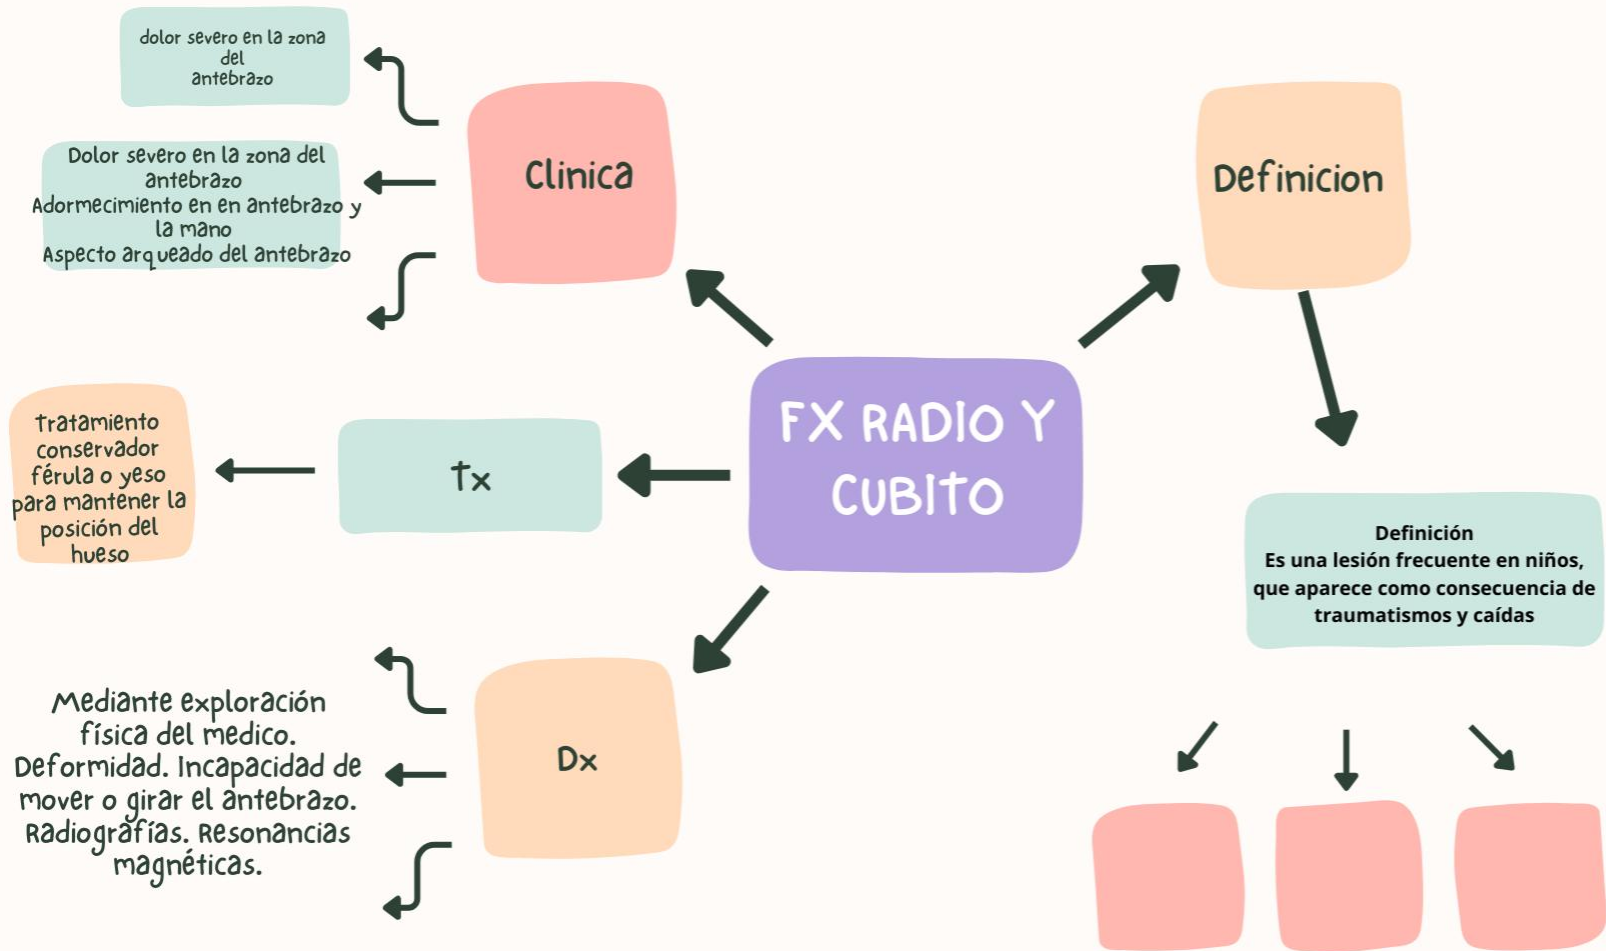 dolor severo en la zona
del
antebrazo
Dolor severo en la zona del
antebrazo
Adormecimiento en en antebrazo y
la mano
Aspecto arqueado del antebrazo
Clinica
Definicion
FX RADIO Y
CUBITO
Tratamiento
conservador
férula o yeso
para mantener la
posición del
hueso
Tx
Definición
Es una lesión frecuente en niños,
que aparece como consecuencia de
traumatismos y caídas
Mediante exploración
física del medico.
Deformidad. Incapacidad de
mover o girar el antebrazo.
Radiografías. Resonancias
magnéticas.
Dx